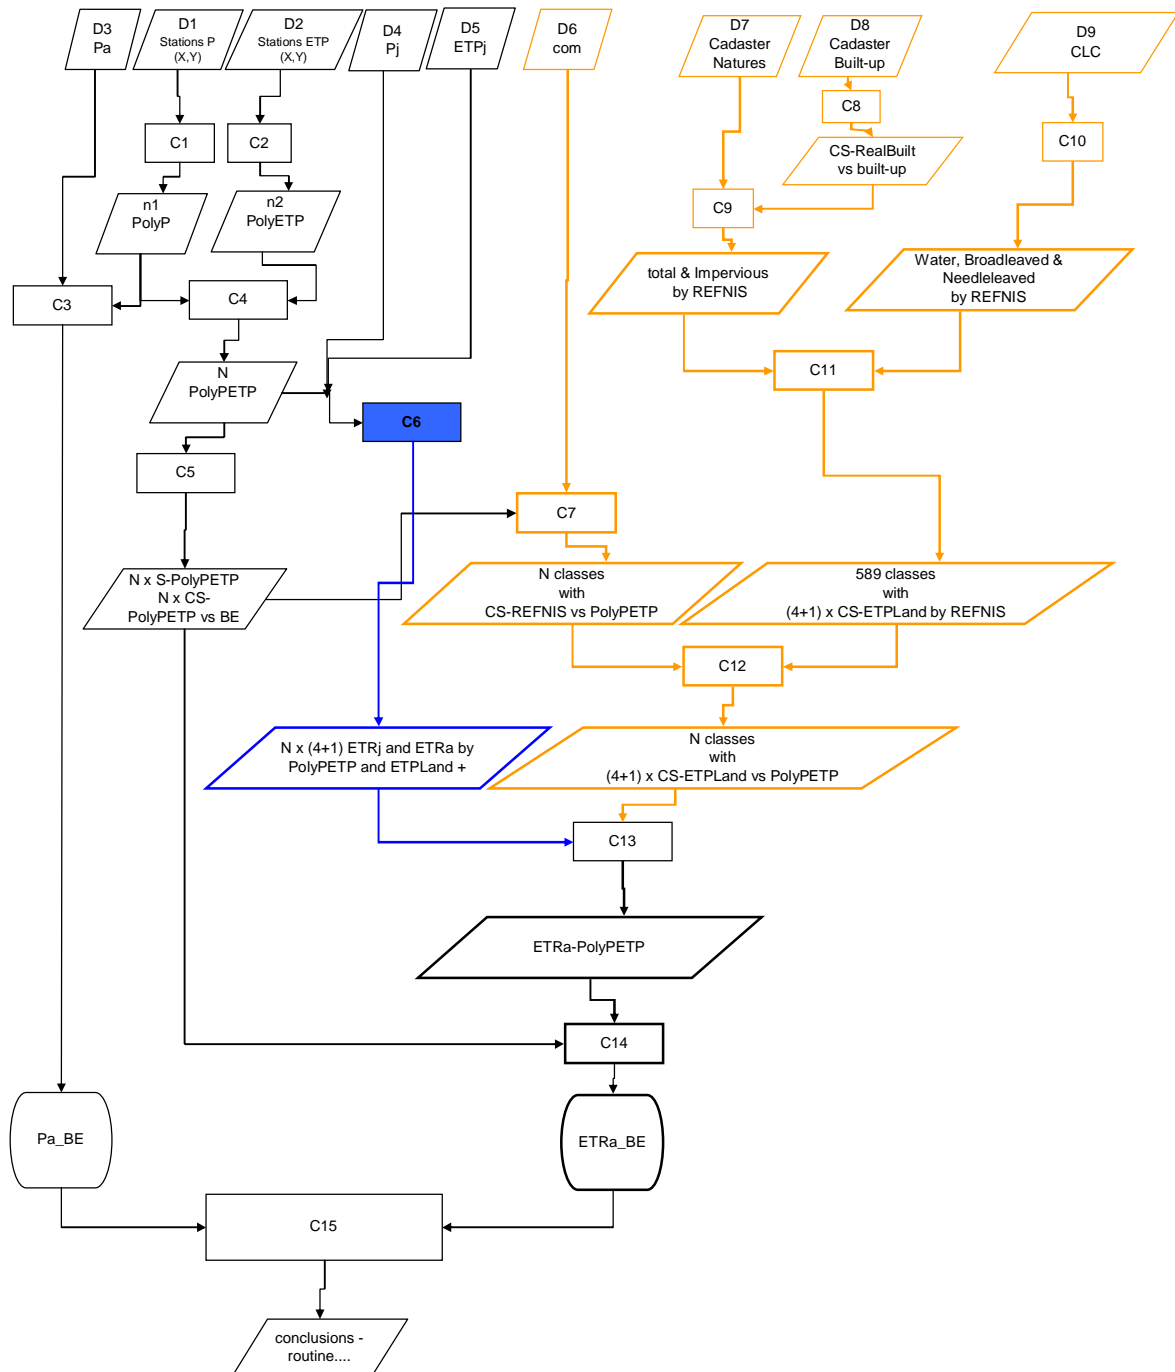 D3
Pa
D1
Stations P
(X,Y)
D2
Stations ETP
(X,Y)
D4
Pj
D5
ETPj
D6
com
D7
Cadaster
Natures
D8
Cadaster
Built-up
D9
CLC
C1
C2
C8
C10
CS-RealBuilt
vs built-up
n1
PolyP
n2
PolyETP
C9
C3
C4
total & Impervious
by REFNIS
Water, Broadleaved &
Needleleaved
by REFNIS
N
PolyPETP
C11
C6
C5
C7
N x S-PolyPETP
N x CS-
PolyPETP vs BE
N classes
with
CS-REFNIS vs PolyPETP
589 classes
with
(4+1) x CS-ETPLand by REFNIS
C12
N x (4+1) ETRj and ETRa by
PolyPETP and ETPLand +
N classes
with
(4+1) x CS-ETPLand vs PolyPETP
C13
ETRa-PolyPETP
C14
Pa_BE
ETRa_BE
C15
conclusions -
routine....